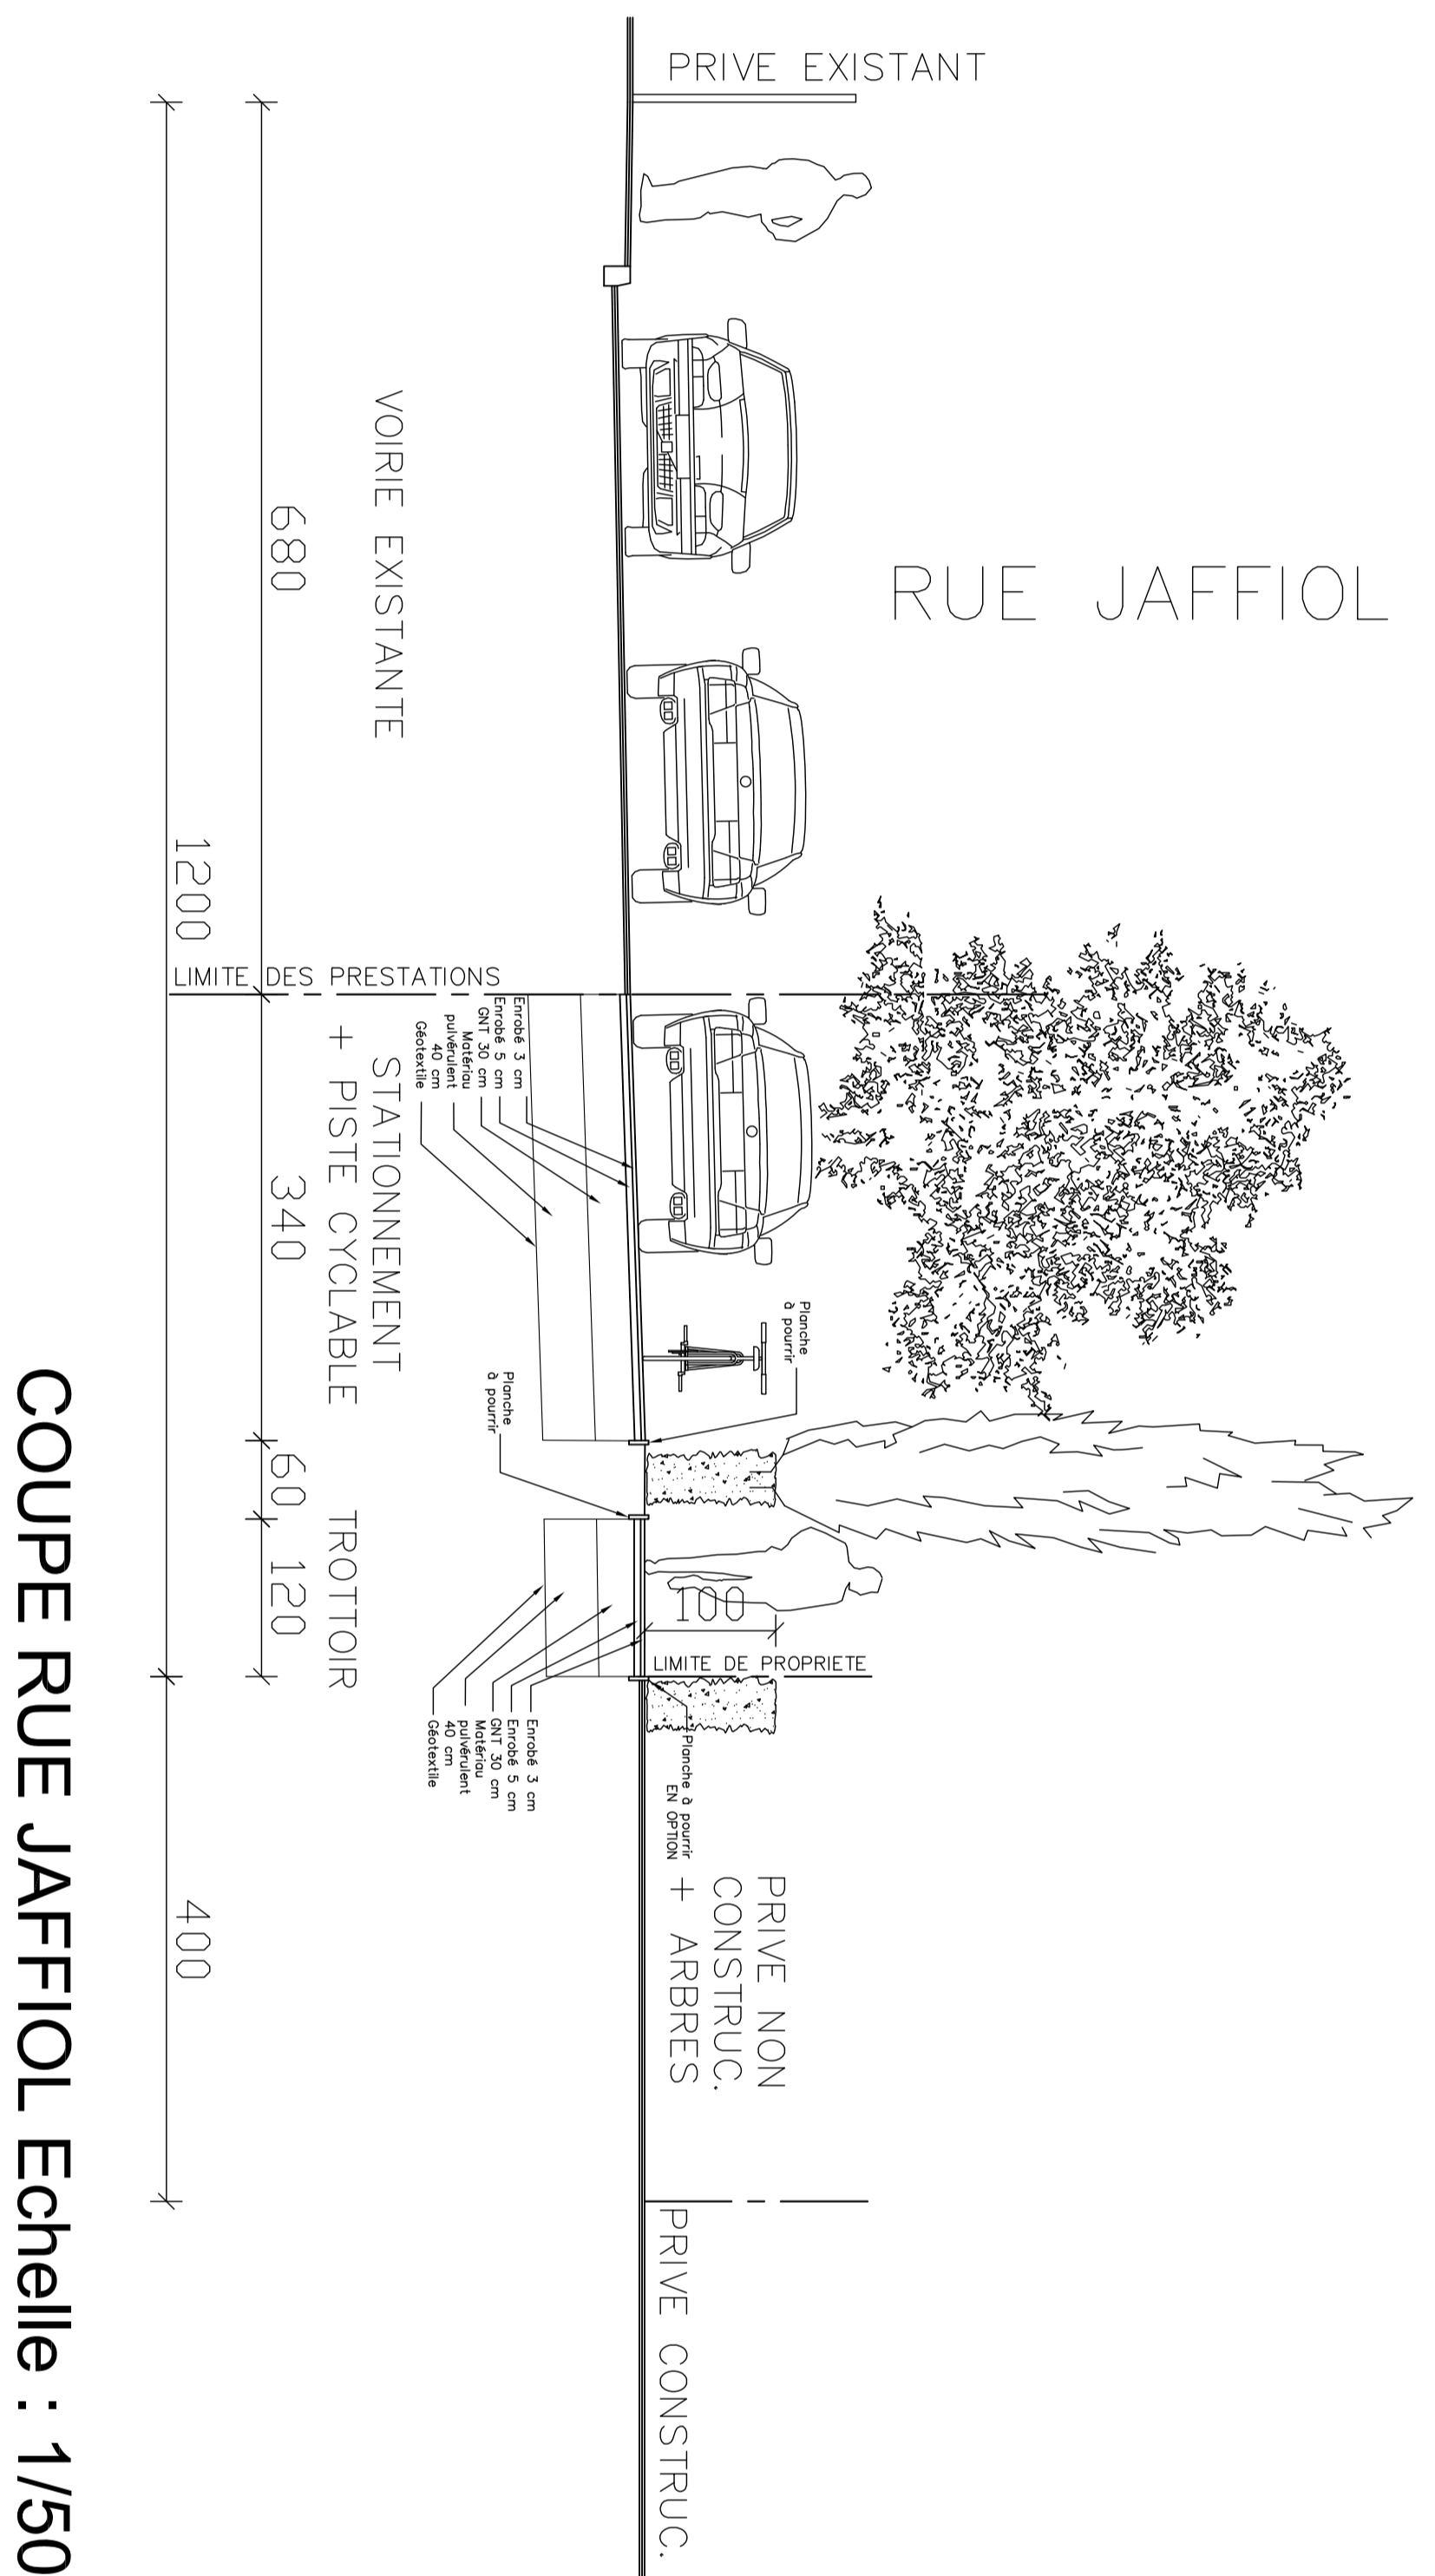 PRIVE EXISTANT
RUE JAFFIOL
VOIRIE EXISTANTE
680
1200
LIMITE DES PRESTATIONS
Enrobé 3 cm
Enrobé 5 cm
GNT 30 cm
Matériau
pulvérulent
40 cm
Géotextile
STATIONNEMENT
+ PISTE CYCLABLE
340
Planche
à pourrir
Planche
à pourrir
60
TROTTOIR
120
100
LIMITE DE PROPRIETE
Enrobé 3 cm
Enrobé 5 cm
GNT 30 cm
Matériau
pulvérulent
40 cm
Géotextile
Planche à pourrir
EN OPTION
PRIVE NON
CONSTRUC.
+ ARBRES
400
PRIVE CONSTRUC.
COUPE RUE JAFFIOL Echelle : 1/50